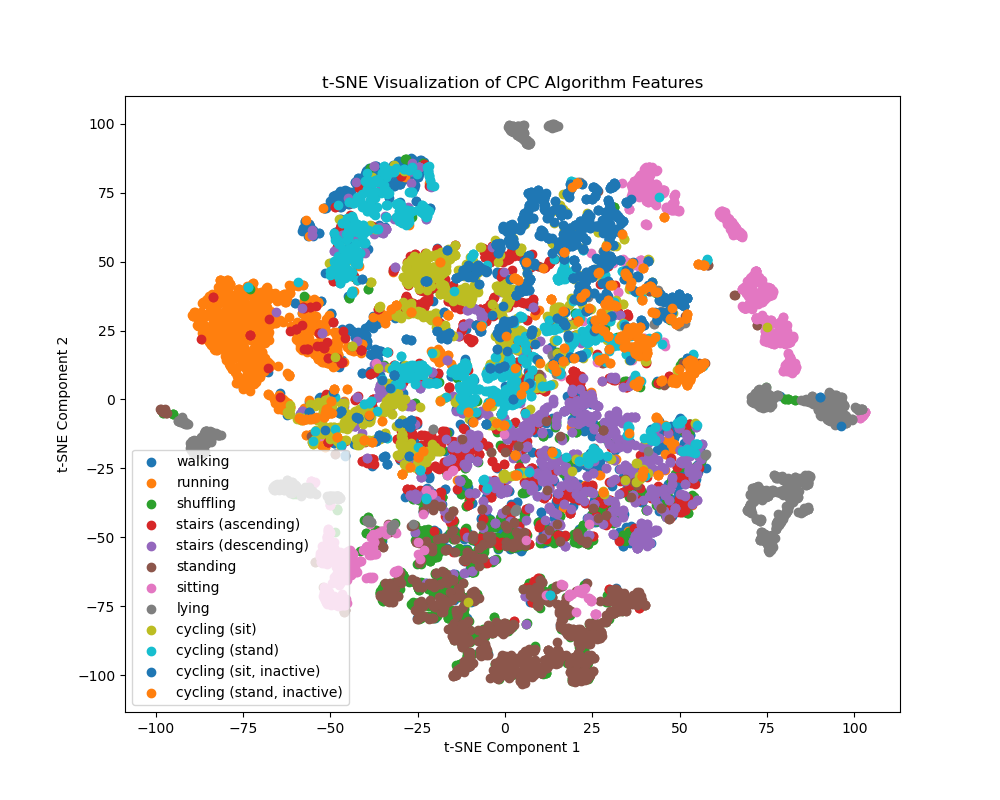 t-SNE Visualization of CPC Algorithm Features
100
75
50
25
0
−25
−50
−75
−100
t-SNE Component 2
walking
running
shuffling
stairs (ascending)
stairs (descending)
standing
sitting
lying
cycling (sit)
cycling (stand)
cycling (sit, inactive)
cycling (stand, inactive)
−100 −75 −50 −25 0 25 50 75 100
t-SNE Component 1